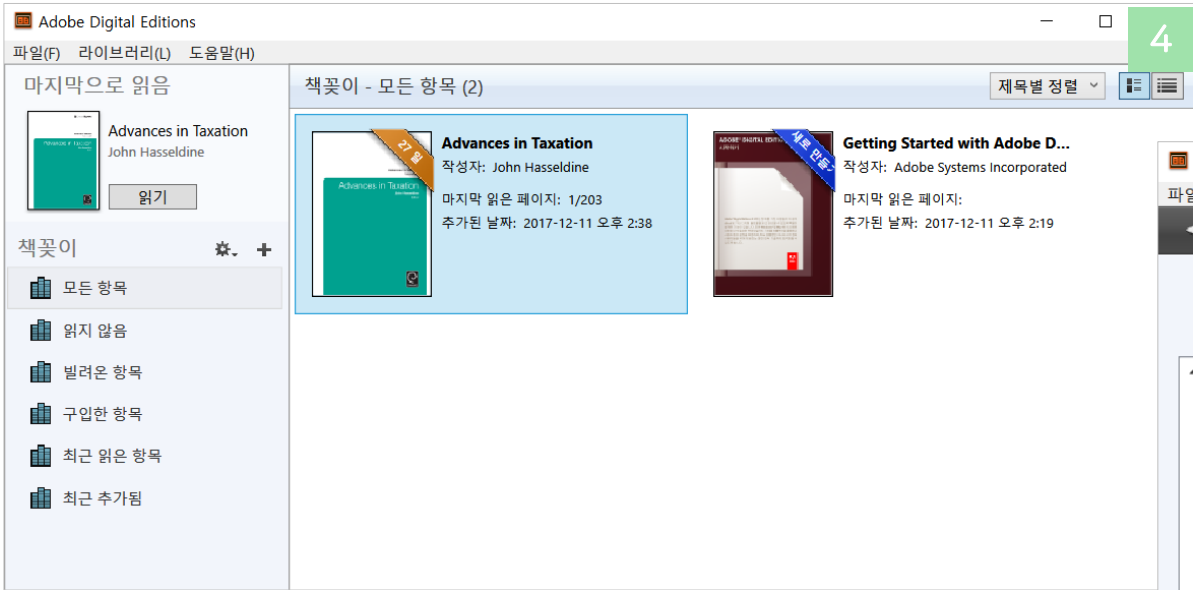 Adobe Digital Editions
4
파일(F) 라이브러리(L) 도움말(H)
마지막으로 읽음
Advances in Taxation
John Hasseldine
읽기
책꽂이
모든 항목
읽지 않음
빌려온 항목
구입한 항목
최근 읽은 항목
최근 추가됨
책꽂이 - 모든 항목 (2)
제목별 정렬
27 일
Advances in Taxation
Advances in Taxation
작성자: John Hasseldine
마지막 읽은 페이지: 1/203
추가된 날짜: 2017-12-11 오후 2:38
새로 만들기
Getting Started with Adobe D...
작성자: Adobe Systems Incorporated
마지막 읽은 페이지:
추가된 날짜: 2017-12-11 오후 2:19